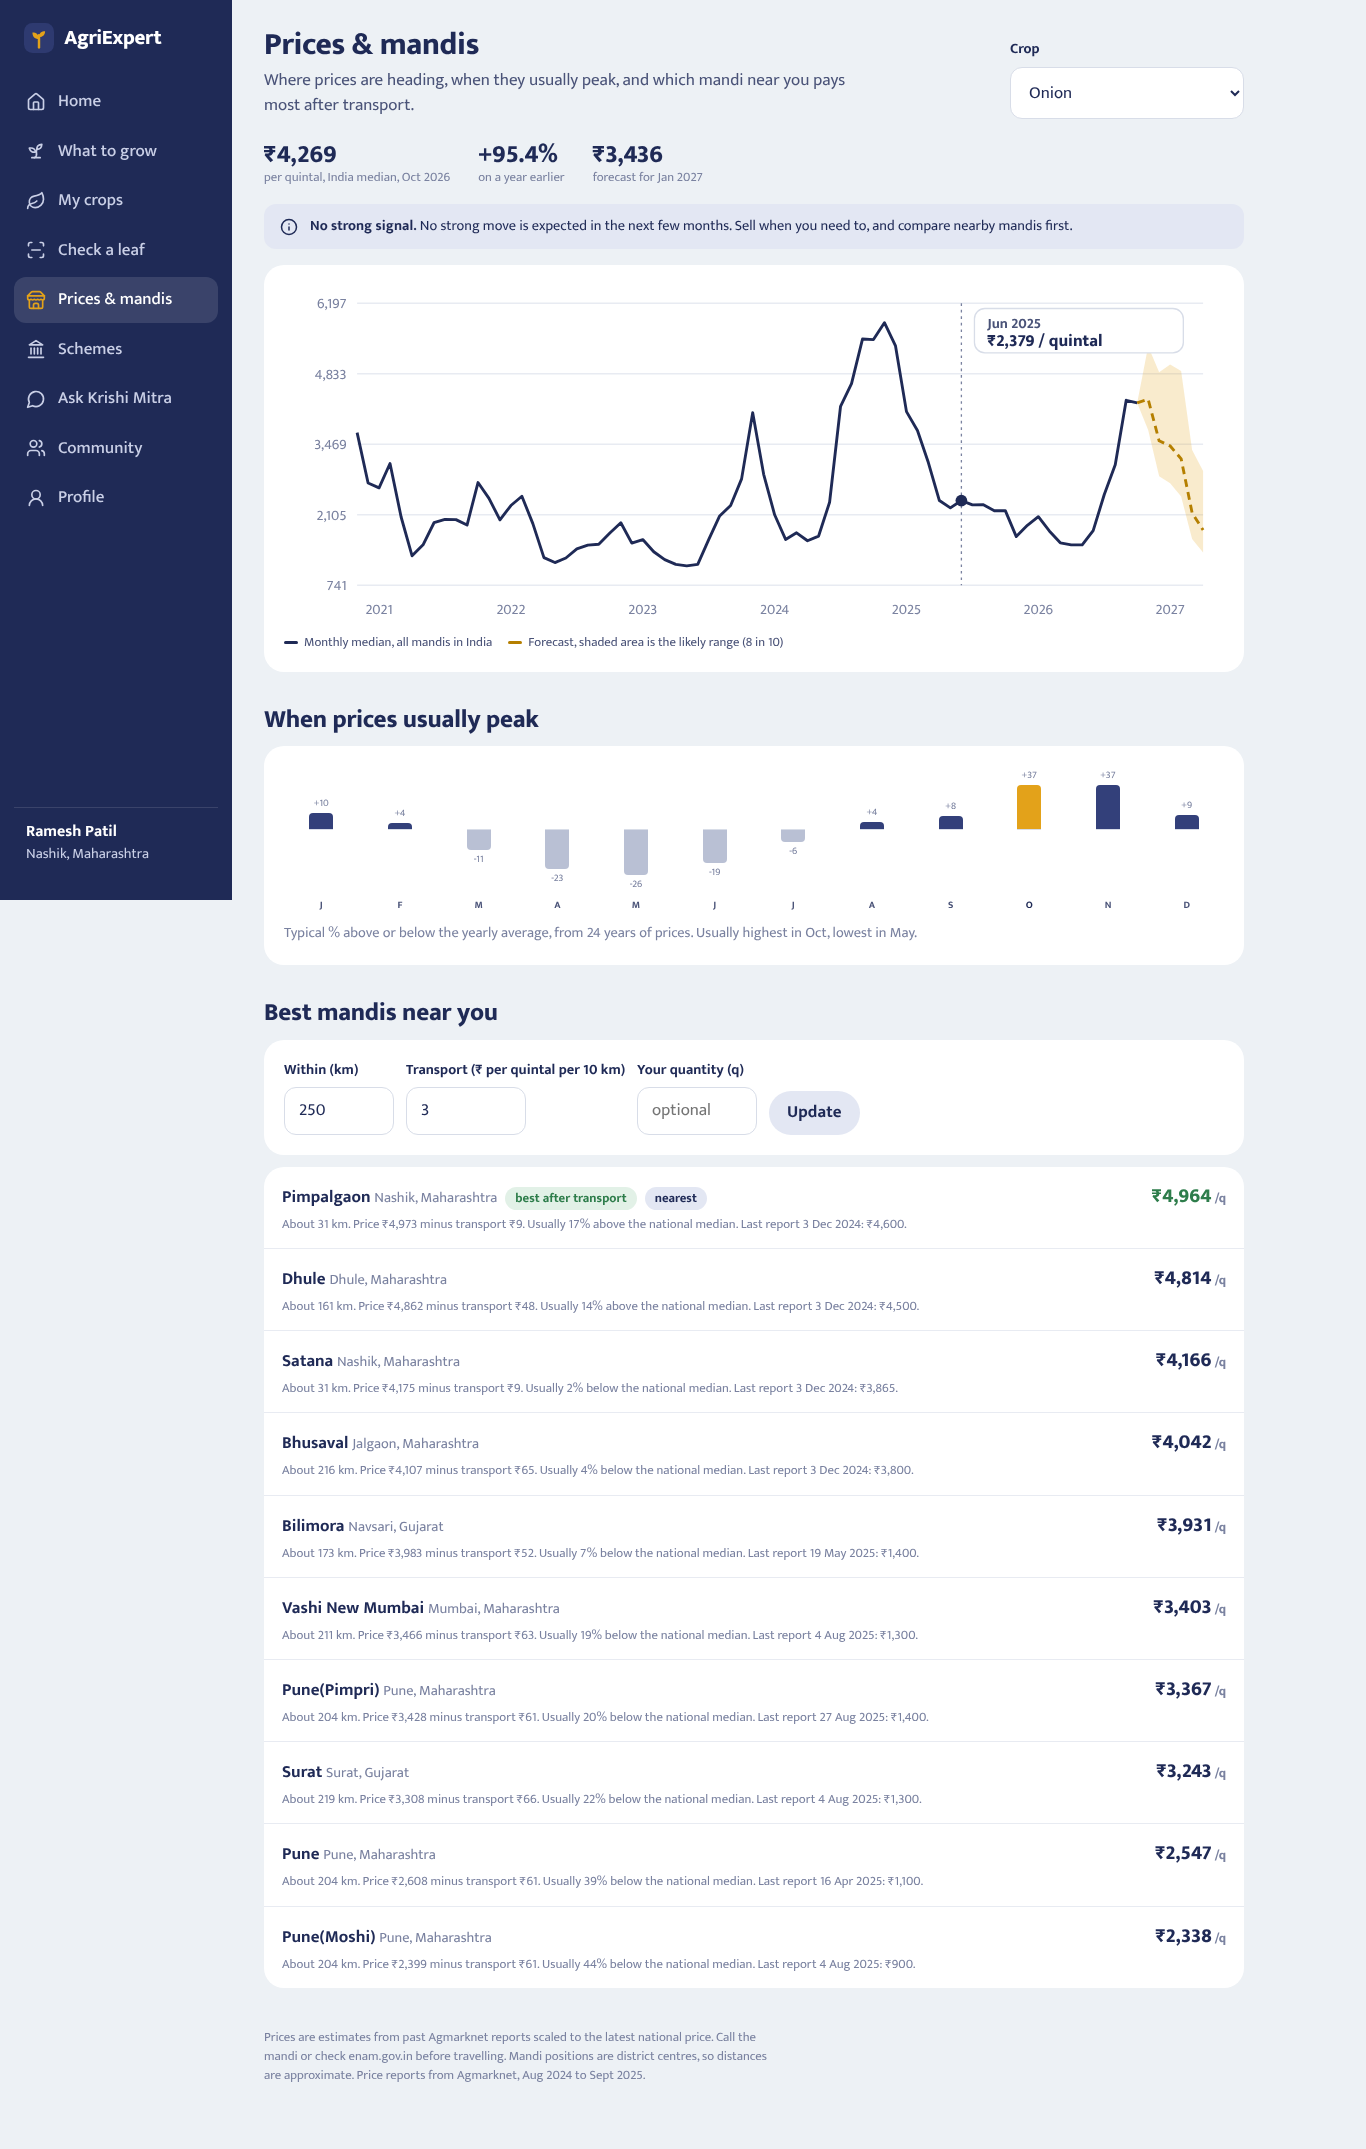 AgriExpert
Home
What to grow
My crops
Check a leaf
Prices & mandis
Schemes
Ask Krishi Mitra
Community
Profile
Ramesh Patil
Nashik, Maharashtra
Prices & mandis
Where prices are heading, when they usually peak, and which mandi near you pays
most after transport.
Crop
Onion
₹4,269
per quintal, India median, Oct 2026
+95.4%
on a year earlier
₹3,436
forecast for Jan 2027
No strong signal. No strong move is expected in the next few months. Sell when you need to, and compare nearby mandis first.
6,197
4,833
3,469
2,105
741
Jun 2025
₹2,379 / quintal
2021 2022 2023 2024 2025 2026 2027
Monthly median, all mandis in India
Forecast, shaded area is the likely range (8 in 10)
When prices usually peak
+10 +4 -11 -23 -26 -19 -6 +4 +8 +37 +37 +9
J F M A M J J A S O N D
Typical % above or below the yearly average, from 24 years of prices. Usually highest in Oct, lowest in May.
Best mandis near you
Within (km) Transport (₹ per quintal per 10 km) Your quantity (q)
250 3 optional Update
Pimpalgaon Nashik, Maharashtra best after transport nearest ₹4,964 /q
About 31 km. Price ₹4,973 minus transport ₹9. Usually 17% above the national median. Last report 3 Dec 2024: ₹4,600.
Dhule Dhule, Maharashtra ₹4,814 /q
About 161 km. Price ₹4,862 minus transport ₹48. Usually 14% above the national median. Last report 3 Dec 2024: ₹4,500.
Satana Nashik, Maharashtra ₹4,166 /q
About 31 km. Price ₹4,175 minus transport ₹9. Usually 2% below the national median. Last report 3 Dec 2024: ₹3,865.
Bhusaval Jalgaon, Maharashtra ₹4,042 /q
About 216 km. Price ₹4,107 minus transport ₹65. Usually 4% below the national median. Last report 3 Dec 2024: ₹3,800.
Bilimora Navsari, Gujarat ₹3,931 /q
About 173 km. Price ₹3,983 minus transport ₹52. Usually 7% below the national median. Last report 19 May 2025: ₹1,400.
Vashi New Mumbai Mumbai, Maharashtra ₹3,403 /q
About 211 km. Price ₹3,466 minus transport ₹63. Usually 19% below the national median. Last report 4 Aug 2025: ₹1,300.
Pune(Pimpri) Pune, Maharashtra ₹3,367 /q
About 204 km. Price ₹3,428 minus transport ₹61. Usually 20% below the national median. Last report 27 Aug 2025: ₹1,400.
Surat Surat, Gujarat ₹3,243 /q
About 219 km. Price ₹3,308 minus transport ₹66. Usually 22% below the national median. Last report 4 Aug 2025: ₹1,300.
Pune Pune, Maharashtra ₹2,547 /q
About 204 km. Price ₹2,608 minus transport ₹61. Usually 39% below the national median. Last report 16 Apr 2025: ₹1,100.
Pune(Moshi) Pune, Maharashtra ₹2,338 /q
About 204 km. Price ₹2,399 minus transport ₹61. Usually 44% below the national median. Last report 4 Aug 2025: ₹900.
Prices are estimates from past Agmarknet reports scaled to the latest national price. Call the
mandi or check enam.gov.in before travelling. Mandi positions are district centres, so distances
are approximate. Price reports from Agmarknet, Aug 2024 to Sept 2025.